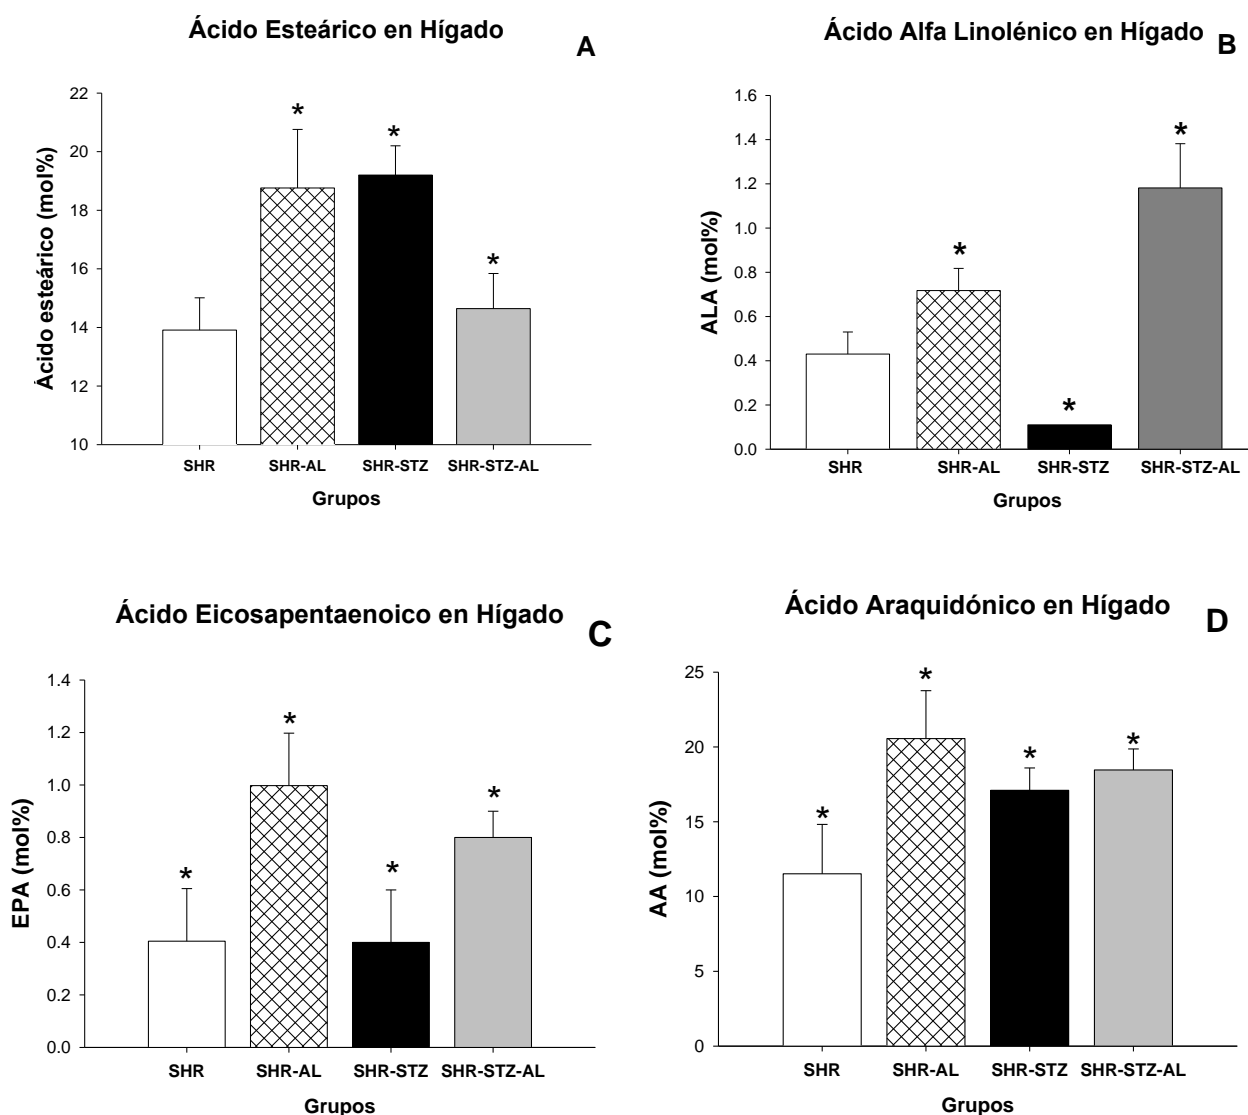 Ácido Esteárico en Hígado
A
22
20
18
16
14
12
10
Ácido esteárico (mol%)
*
*
*
SHR
SHR-AL
SHR-STZ
SHR-STZ-AL
Grupos
Ácido Alfa Linolénico en Hígado
B
1.6
1.4
1.2
1.0
0.8
0.6
0.4
0.2
0.0
ALA (mol%)
*
*
*
SHR
SHR-AL
SHR-STZ
SHR-STZ-AL
Grupos
Ácido Eicosapentaenoico en Hígado
C
1.4
1.2
1.0
0.8
0.6
0.4
0.2
0.0
EPA (mol%)
*
*
*
*
SHR
SHR-AL
SHR-STZ
SHR-STZ-AL
Grupos
Ácido Araquidónico en Hígado
D
25
20
15
10
5
0
AA (mol%)
*
*
*
*
SHR
SHR-AL
SHR-STZ
SHR-STZ-AL
Grupos